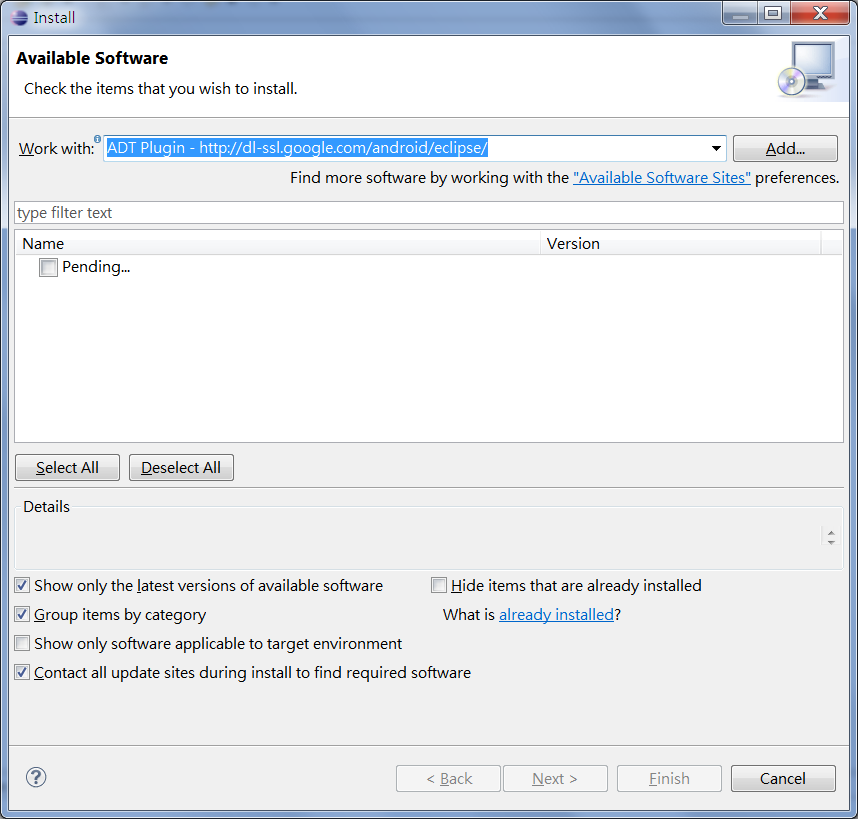 Install
Available Software
Check the items that you wish to install.
Work with: ADT Plugin - http://dl-ssl.google.com/android/eclipse/ Add...
Find more software by working with the "Available Software Sites" preferences.
type filter text
Name Version
Pending...
Select All Deselect All
Details
Show only the latest versions of available software Hide items that are already installed
Group items by category What is already installed?
Show only software applicable to target environment
Contact all update sites during install to find required software
? < Back Next > Finish Cancel